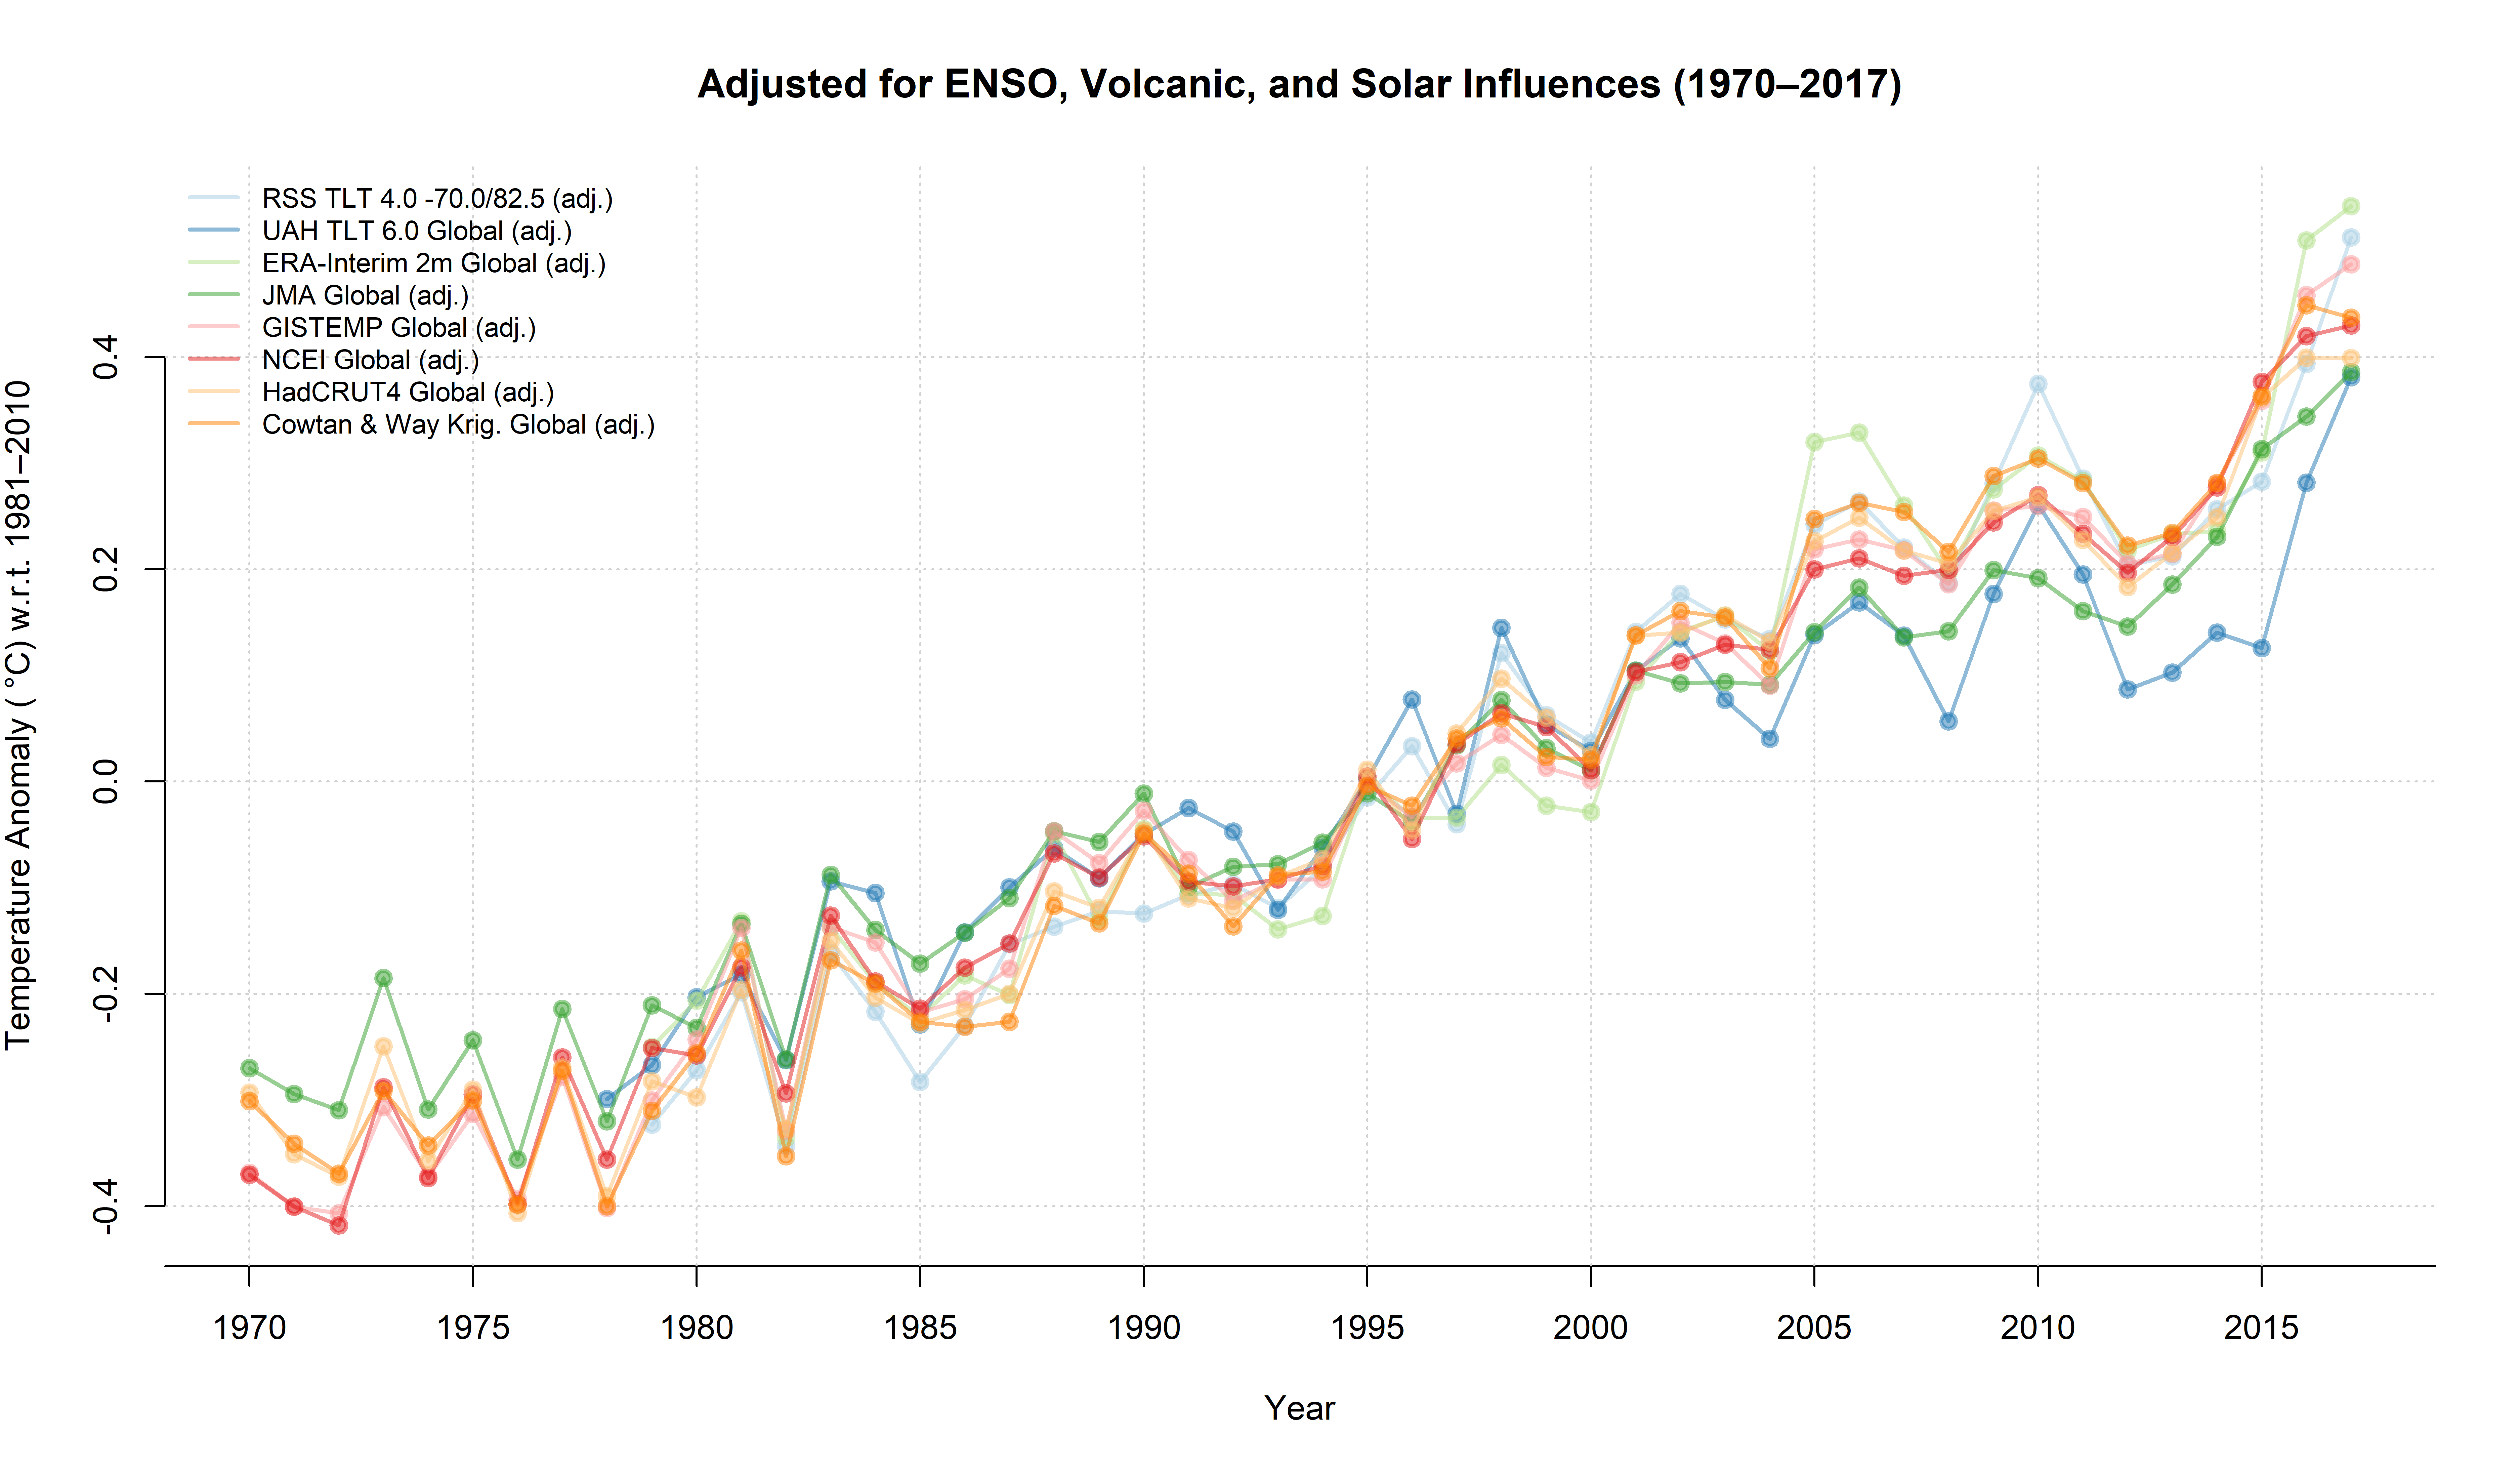 Adjusted for ENSO, Volcanic, and Solar Influences (1970–2017)
RSS TLT 4.0 -70.0/82.5 (adj.)
UAH TLT 6.0 Global (adj.)
ERA-Interim 2m Global (adj.)
JMA Global (adj.)
GISTEMP Global (adj.)
NCEI Global (adj.)
HadCRUT4 Global (adj.)
Cowtan & Way Krig. Global (adj.)
Temperature Anomaly ( °C) w.r.t. 1981–2010
0.4
0.2
0.0
-0.2
-0.4
1970 1975 1980 1985 1990 1995 2000 2005 2010 2015
Year